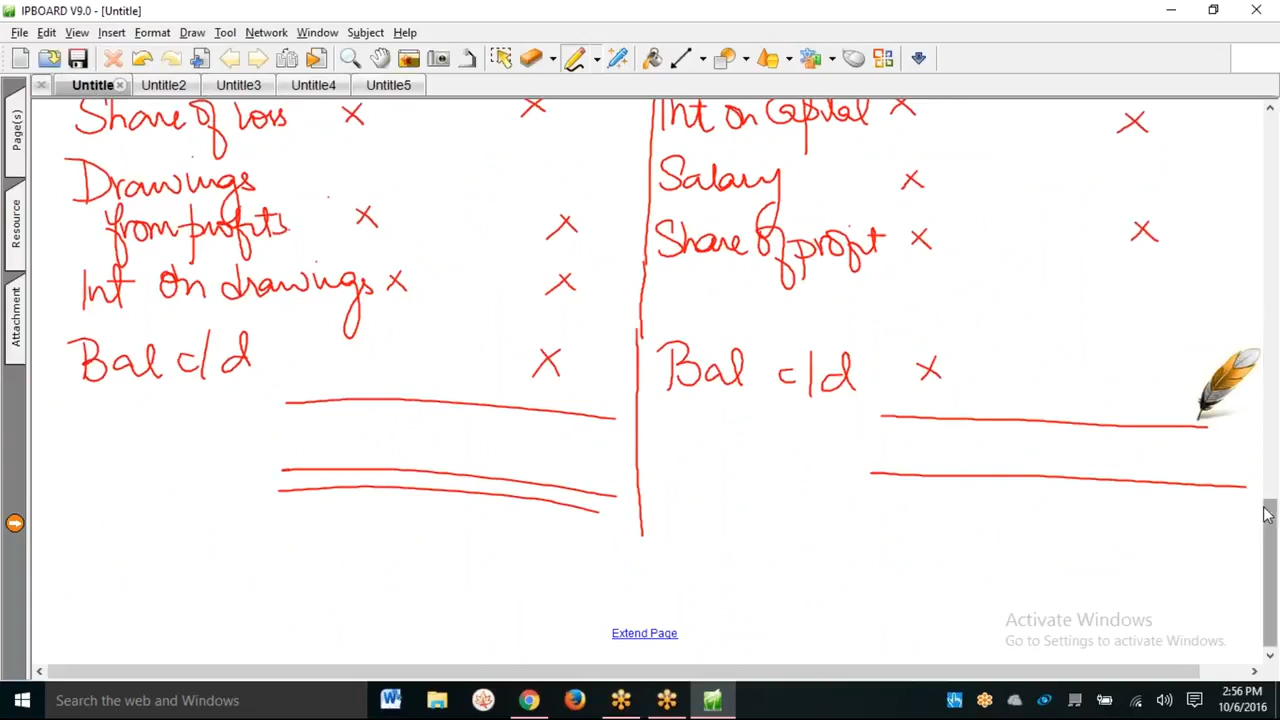 IPBOARD V9.0 - [Untitle]
File Edit View Insert Format Draw Tool Network Window Subject Help
Untitle Untitle2 Untitle3 Untitle4 Untitle5
Page(s)
Resource
Attachment
Share of loss x x
Drawings
from profits x x
Int on drawings x x
Bal c/d x
Int on Capital x x
Salary x
Share of profit x x
Bal c/d x
Extend Page
Activate Windows
Go to Settings to activate Windows.
Search the web and Windows
2:56 PM
10/6/2016